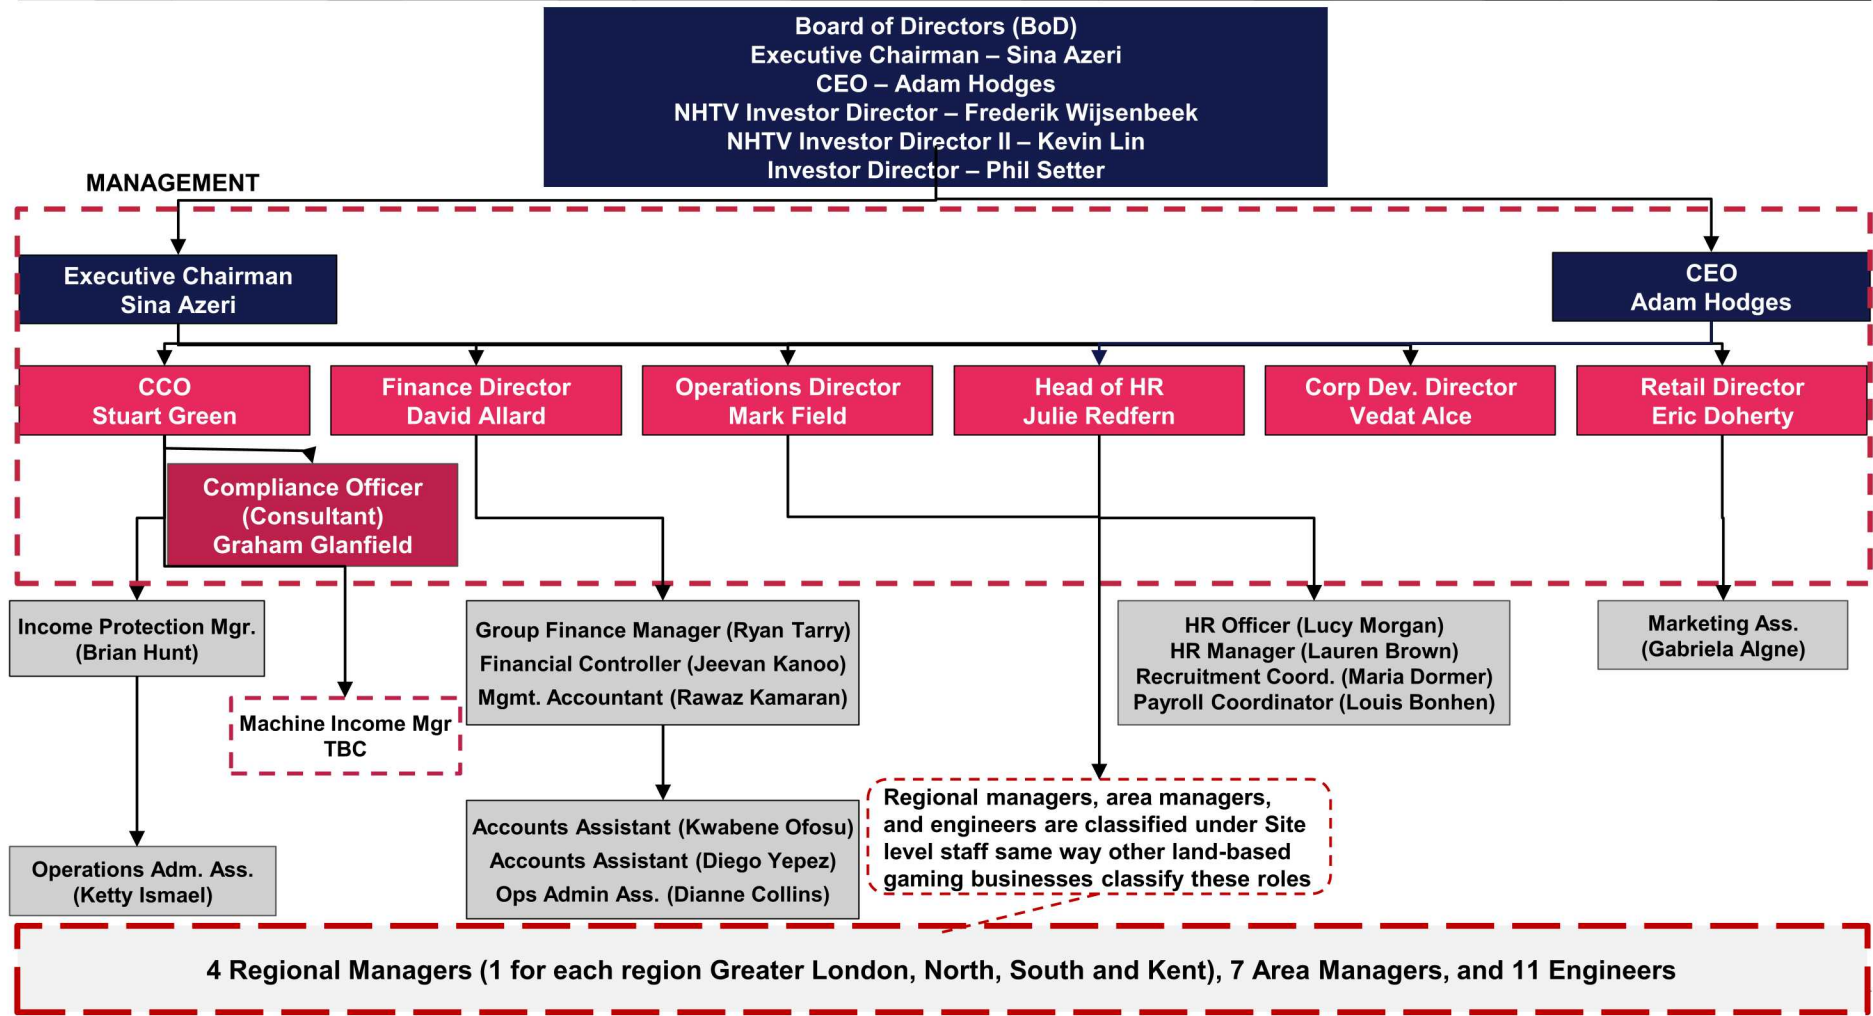 Board of Directors (BoD)
Executive Chairman – Sina Azeri
CEO – Adam Hodges
NHTV Investor Director – Frederik Wijsenbeek
NHTV Investor Director II – Kevin Lin
Investor Director – Phil Setter
MANAGEMENT
Executive Chairman
Sina Azeri
CEO
Adam Hodges
CCO
Stuart Green
Finance Director
David Allard
Operations Director
Mark Field
Head of HR
Julie Redfern
Corp Dev. Director
Vedat Alce
Retail Director
Eric Doherty
Compliance Officer
(Consultant)
Graham Glanfield
Income Protection Mgr.
(Brian Hunt)
Machine Income Mgr
TBC
Group Finance Manager (Ryan Tarry)
Financial Controller (Jeevan Kanoo)
Mgmt. Accountant (Rawaz Kamaran)
HR Officer (Lucy Morgan)
HR Manager (Lauren Brown)
Recruitment Coord. (Maria Dormer)
Payroll Coordinator (Louis Bonhen)
Marketing Ass.
(Gabriela Algne)
Operations Adm. Ass.
(Ketty Ismael)
Accounts Assistant (Kwabene Ofosu)
Accounts Assistant (Diego Yepez)
Ops Admin Ass. (Dianne Collins)
Regional managers, area managers,
and engineers are classified under Site
level staff same way other land-based
gaming businesses classify these roles
4 Regional Managers (1 for each region Greater London, North, South and Kent), 7 Area Managers, and 11 Engineers